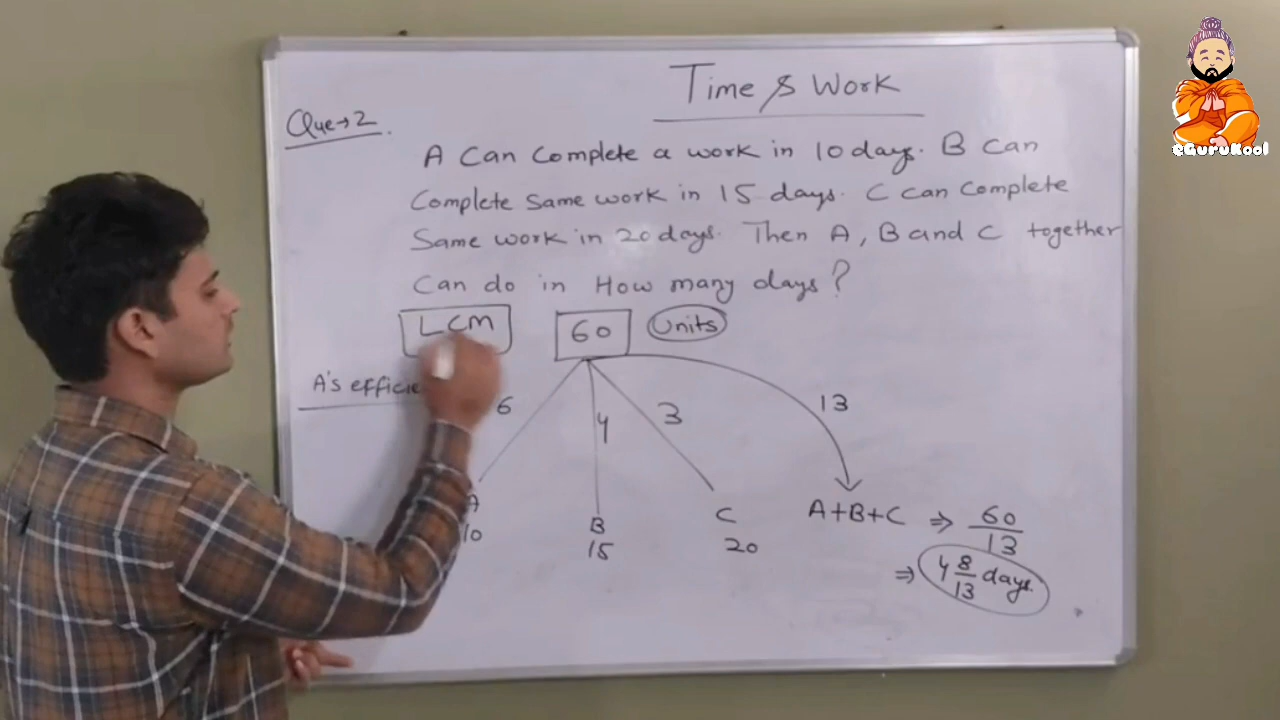 Time & Work
Que→2.
A Can Complete a work in 10 days. B Can
Complete Same work in 15 days. C can Complete
Same work in 20 days. Then A, B and C together
Can do in How many days?
LCM
60
Units
A's efficie
6
4
3
13
A
10
B
15
C
20
A+B+C ⇒ 60/13
⇒ 4 8/13 days.
eGuruKool